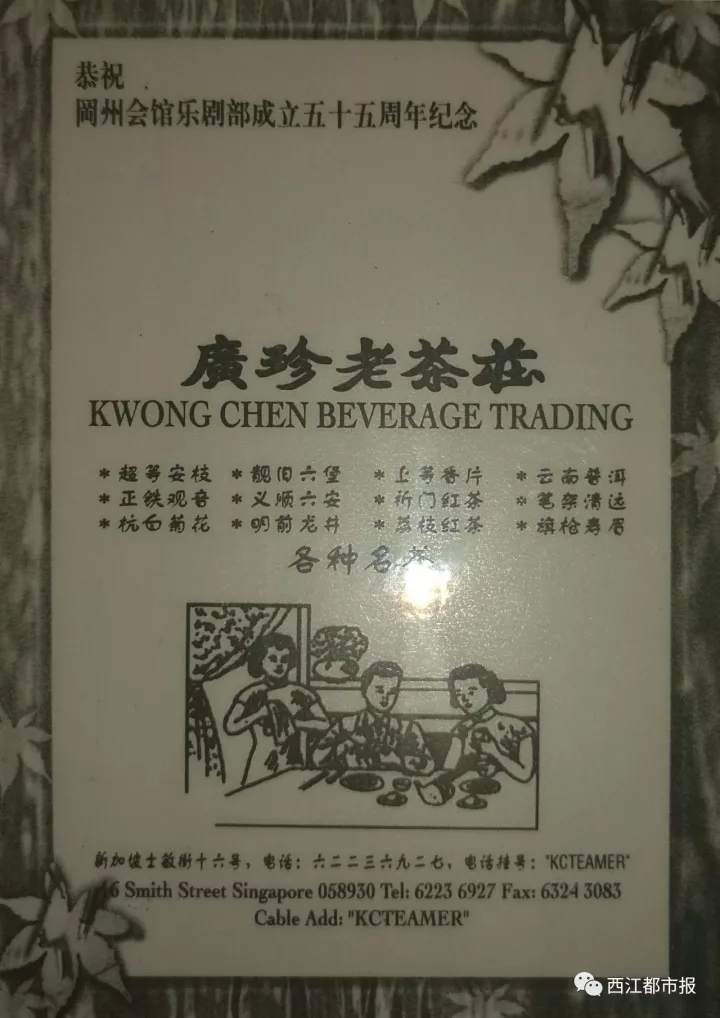 恭祝
岡州会馆乐剧部成立五十五周年纪念
廣珍老茶莊
KWONG CHEN BEVERAGE TRADING
* 超等安枝 * 靓旧六堡 * 上等香片 * 云南普洱
* 正鉄观音 * 义顺六安 * 祈门红茶 * 笔架清远
* 杭白菊花 * 明前龙井 * 荔枝红茶 * 旗枪寿眉
各种名茶
新加坡士敏街十六号，电话：六二二三六九二七，电话挂号："KCTEAMER"
16 Smith Street Singapore 058930 Tel: 6223 6927 Fax: 6324 3083
Cable Add: "KCTEAMER"
西江都市报